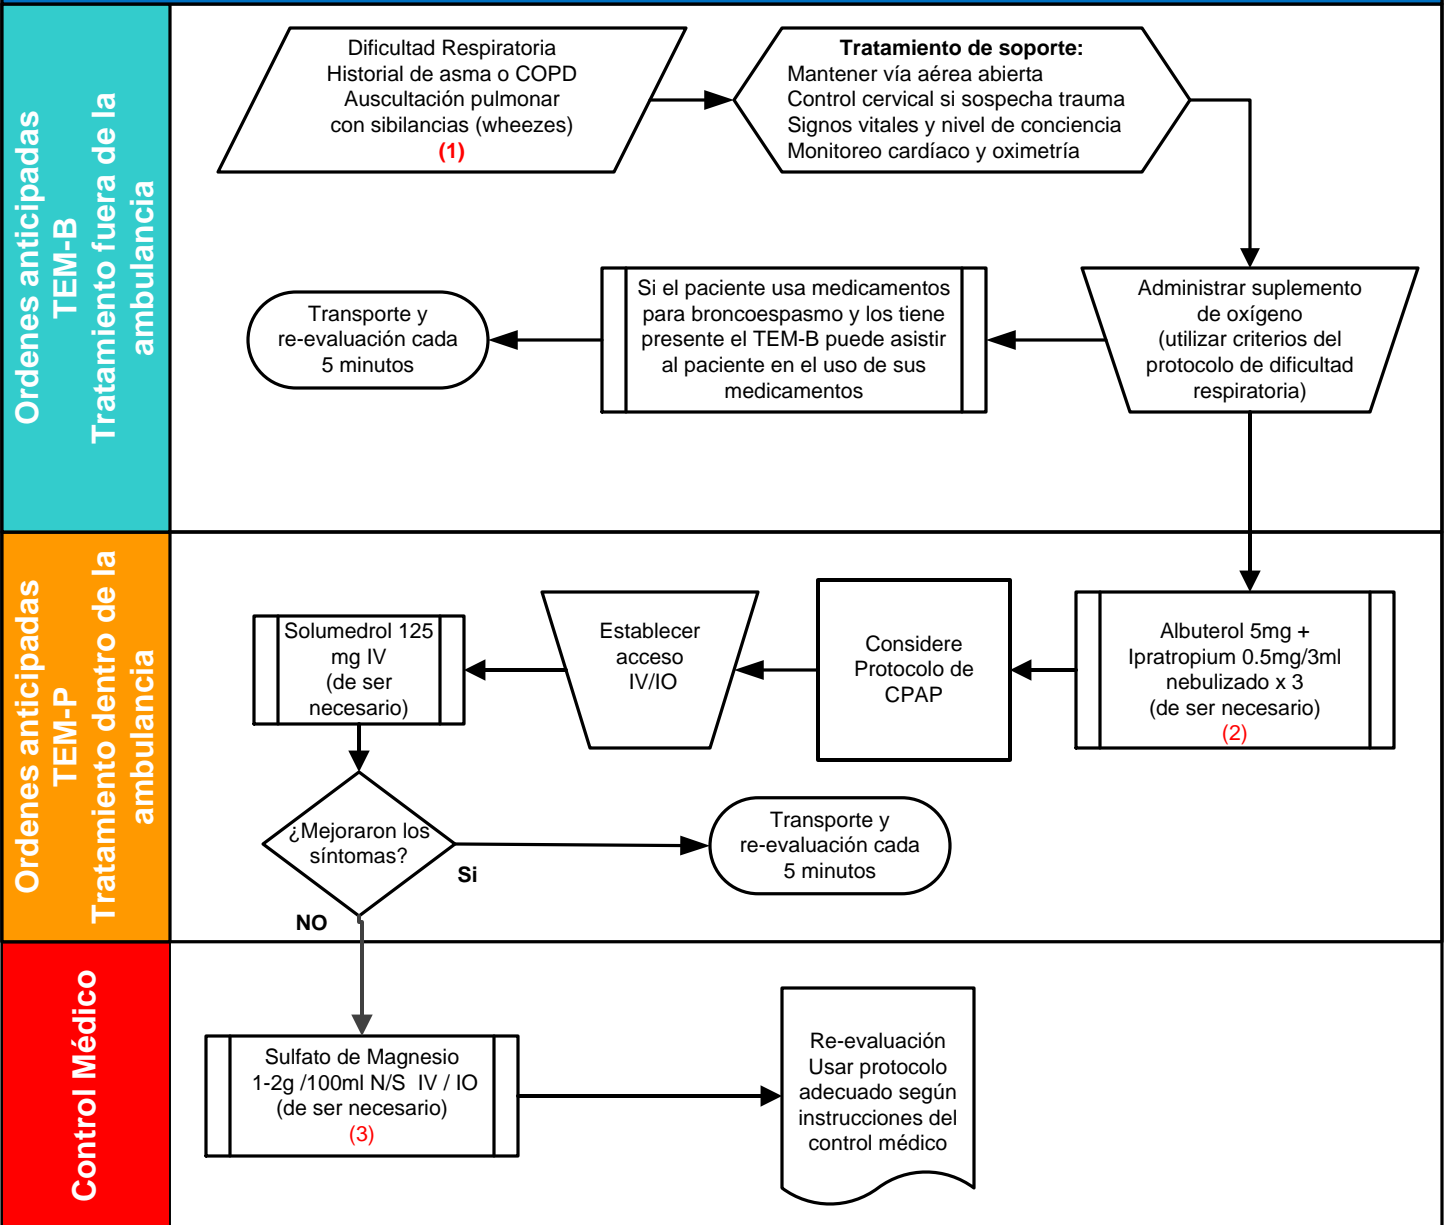 Ordenes anticipadas
TEM-B
Tratamiento fuera de la
ambulancia
Dificultad Respiratoria
Historial de asma o COPD
Auscultación pulmonar
con sibilancias (wheezes)
(1)
Tratamiento de soporte:
Mantener vía aérea abierta
Control cervical si sospecha trauma
Signos vitales y nivel de conciencia
Monitoreo cardíaco y oximetría
Administrar suplemento
de oxígeno
(utilizar criterios del
protocolo de dificultad
respiratoria)
Si el paciente usa medicamentos
para broncoespasmo y los tiene
presente el TEM-B puede asistir
al paciente en el uso de sus
medicamentos
Transporte y
re-evaluación cada
5 minutos
Ordenes anticipadas
TEM-P
Tratamiento dentro de la
ambulancia
Albuterol 5mg +
Ipratropium 0.5mg/3ml
nebulizado x 3
(de ser necesario)
(2)
Considere
Protocolo de
CPAP
Establecer
acceso
IV/IO
Solumedrol 125
mg IV
(de ser
necesario)
¿Mejoraron los
síntomas?
Si
Transporte y
re-evaluación cada
5 minutos
NO
Control Médico
Sulfato de Magnesio
1-2g /100ml N/S  IV / IO
(de ser necesario)
(3)
Re-evaluación
Usar protocolo
adecuado según
instrucciones del
control médico